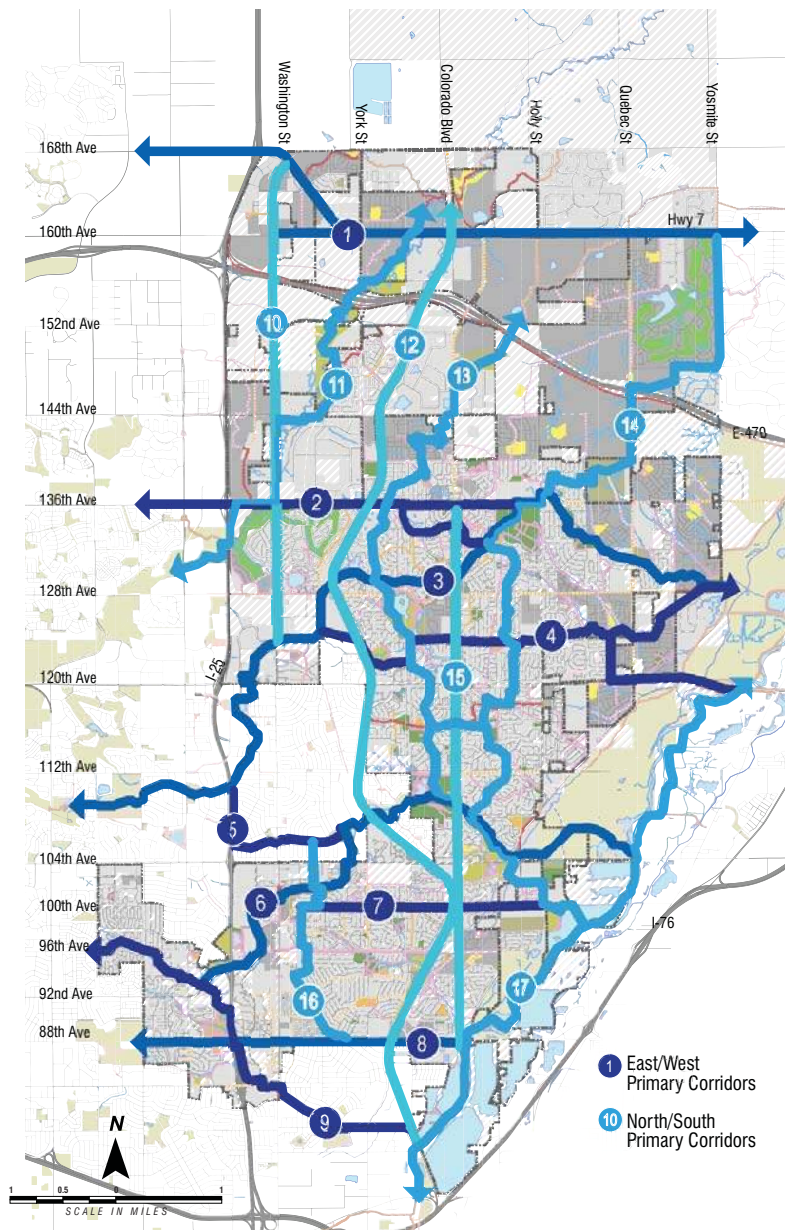 Washington St
York St
Colorado Blvd
Holly St
Quebec St
Yosmite St
168th Ave
160th Ave
1
Hwy 7
152nd Ave
10
12
11
13
144th Ave
14
E-470
136th Ave
2
3
128th Ave
4
I-25
120th Ave
15
112th Ave
5
104th Ave
6
100th Ave
7
I-76
96th Ave
92nd Ave
16
17
88th Ave
8
1 East/West
Primary Corridors
9
10 North/South
Primary Corridors
N
1 0.5 0 1
SCALE IN MILES